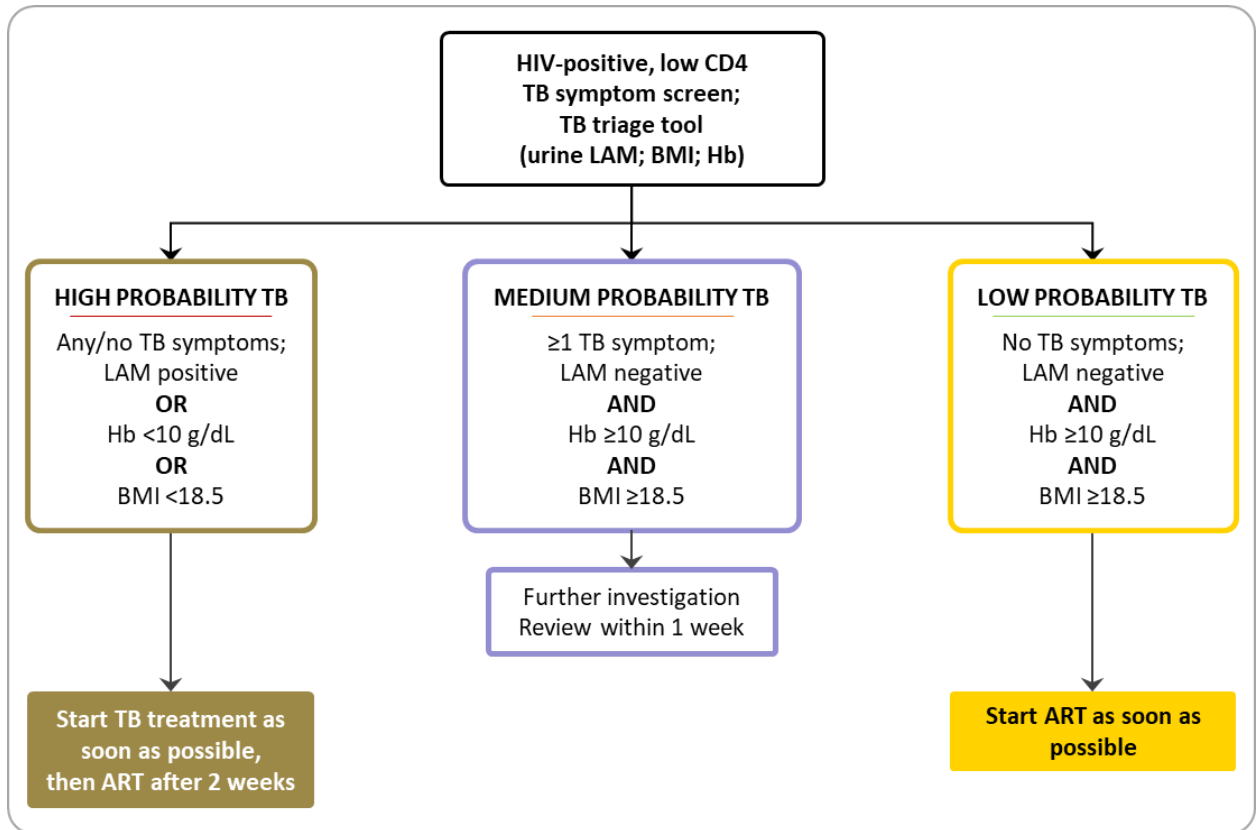 HIV-positive, low CD4
TB symptom screen;
TB triage tool
(urine LAM; BMI; Hb)
HIGH PROBABILITY TB
Any/no TB symptoms;
LAM positive
OR
Hb <10 g/dL
OR
BMI <18.5
MEDIUM PROBABILITY TB
≥1 TB symptom;
LAM negative
AND
Hb ≥10 g/dL
AND
BMI ≥18.5
LOW PROBABILITY TB
No TB symptoms;
LAM negative
AND
Hb ≥10 g/dL
AND
BMI ≥18.5
Further investigation
Review within 1 week
Start TB treatment as
soon as possible,
then ART after 2 weeks
Start ART as soon as
possible